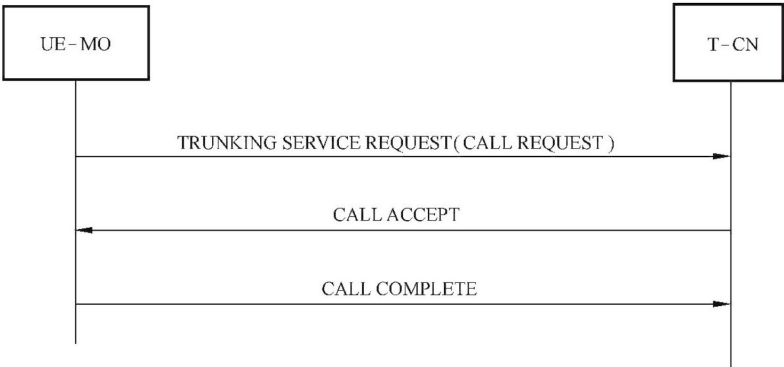 UE-MO
T-CN
TRUNKING SERVICE REQUEST(CALL REQUEST )
CALL ACCEPT
CALL COMPLETE